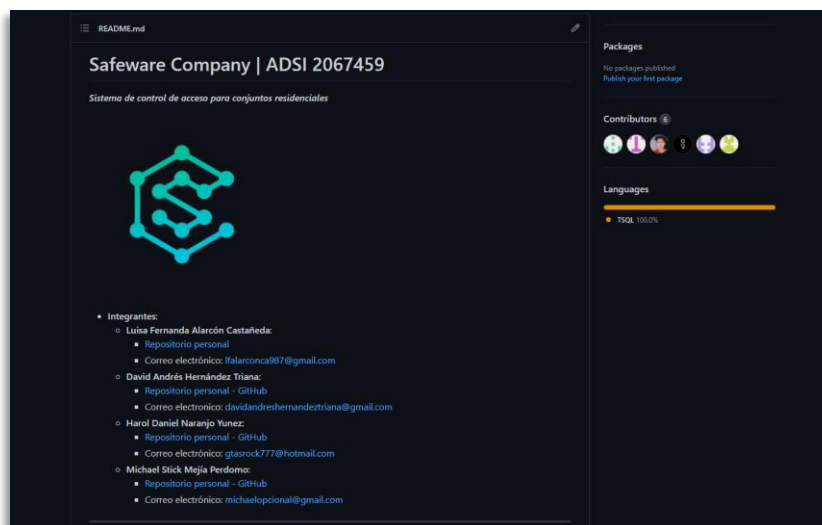 README.md
Safeware Company | ADSI 2067459
Sistema de control de acceso para conjuntos residenciales
Integrantes:
Luisa Fernanda Alarcón Castañeda:
Repositorio personal
Correo electrónico: lfalarconca987@gmail.com
David Andrés Hernández Triana:
Repositorio personal - GitHub
Correo electronico: davidandreshernandeztriana@gmail.com
Harol Daniel Naranjo Yunez:
Repositorio personal - GitHub
Correo electrónico: gtasrock777@hotmail.com
Michael Stick Mejía Perdomo:
Repositorio personal - GitHub
Correo electrónico: michaelopcional@gmail.com
Packages
No packages published
Publish your first package
Contributors 6
Languages
TSQL 100.0%